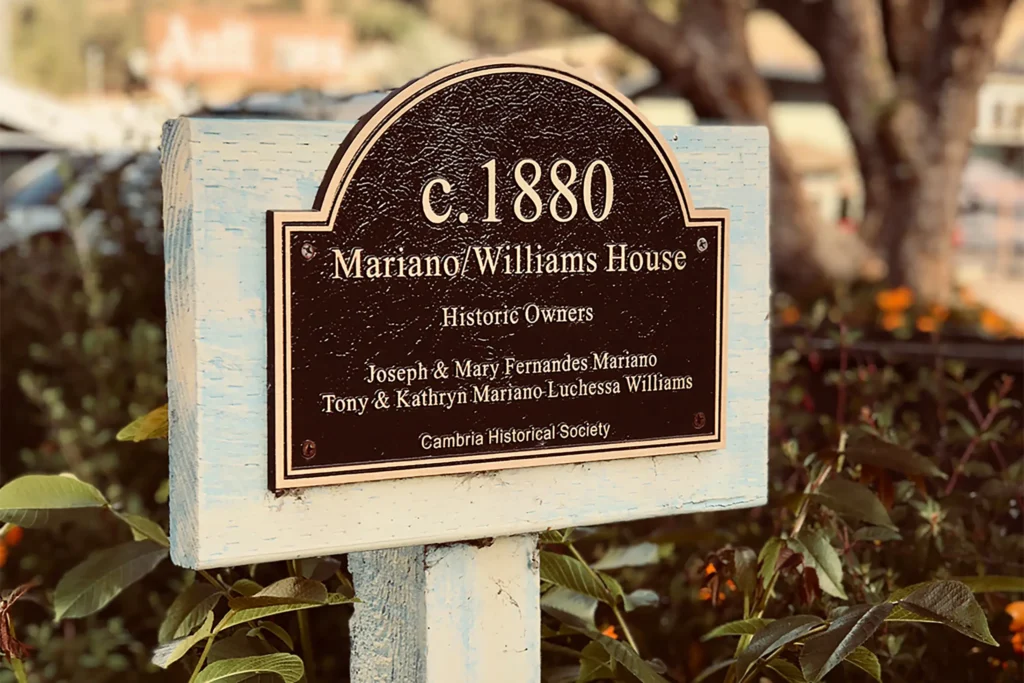 c.1880
Mariano/Williams House
Historic Owners
Joseph & Mary Fernandes Mariano
Tony & Kathryn Mariano-Luchessa Williams
Cambria Historical Society